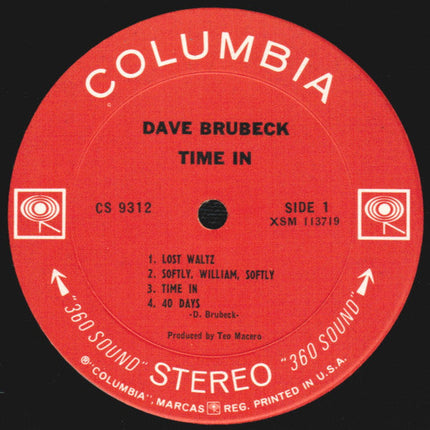 COLUMBIA
DAVE BRUBECK
TIME IN
CS 9312
SIDE 1
XSM 113719
1. LOST WALTZ
2. SOFTLY, WILLIAM, SOFTLY
3. TIME IN
4. 40 DAYS
-D. Brubeck-
Produced by Teo Macero
"360 SOUND" STEREO "360 SOUND"
® "COLUMBIA", MARCAS REG. PRINTED IN U.S.A.